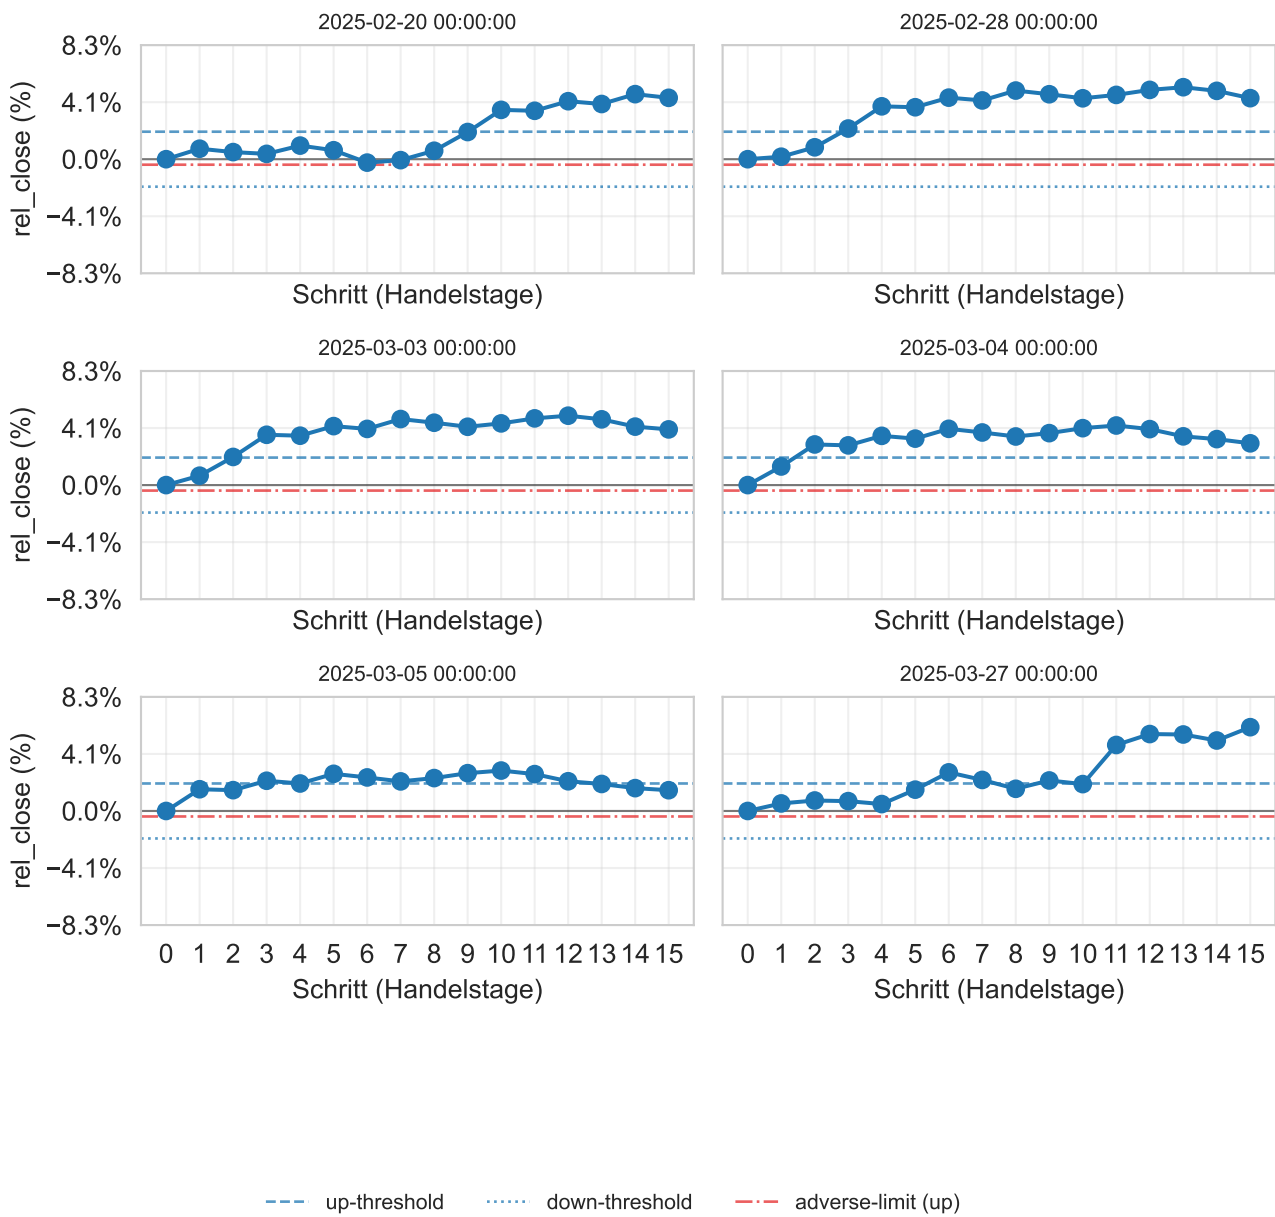 2025-02-20 00:00:00
2025-02-28 00:00:00
8.3%
4.1%
0.0%
−4.1%
−8.3%
rel_close (%)
Schritt (Handelstage)
Schritt (Handelstage)
2025-03-03 00:00:00
2025-03-04 00:00:00
8.3%
4.1%
0.0%
−4.1%
−8.3%
rel_close (%)
Schritt (Handelstage)
Schritt (Handelstage)
2025-03-05 00:00:00
2025-03-27 00:00:00
8.3%
4.1%
0.0%
−4.1%
−8.3%
rel_close (%)
0 1 2 3 4 5 6 7 8 9 10 11 12 13 14 15
0 1 2 3 4 5 6 7 8 9 10 11 12 13 14 15
Schritt (Handelstage)
Schritt (Handelstage)
up-threshold
down-threshold
adverse-limit (up)